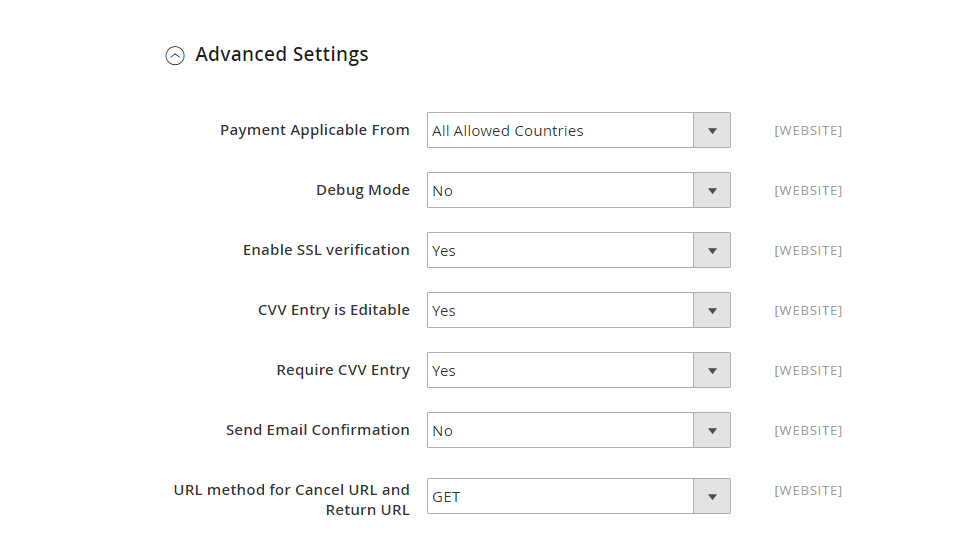 Advanced Settings
Payment Applicable From All Allowed Countries [WEBSITE]
Debug Mode No [WEBSITE]
Enable SSL verification Yes [WEBSITE]
CVV Entry is Editable Yes [WEBSITE]
Require CVV Entry Yes [WEBSITE]
Send Email Confirmation No [WEBSITE]
URL method for Cancel URL and GET [WEBSITE]
Return URL